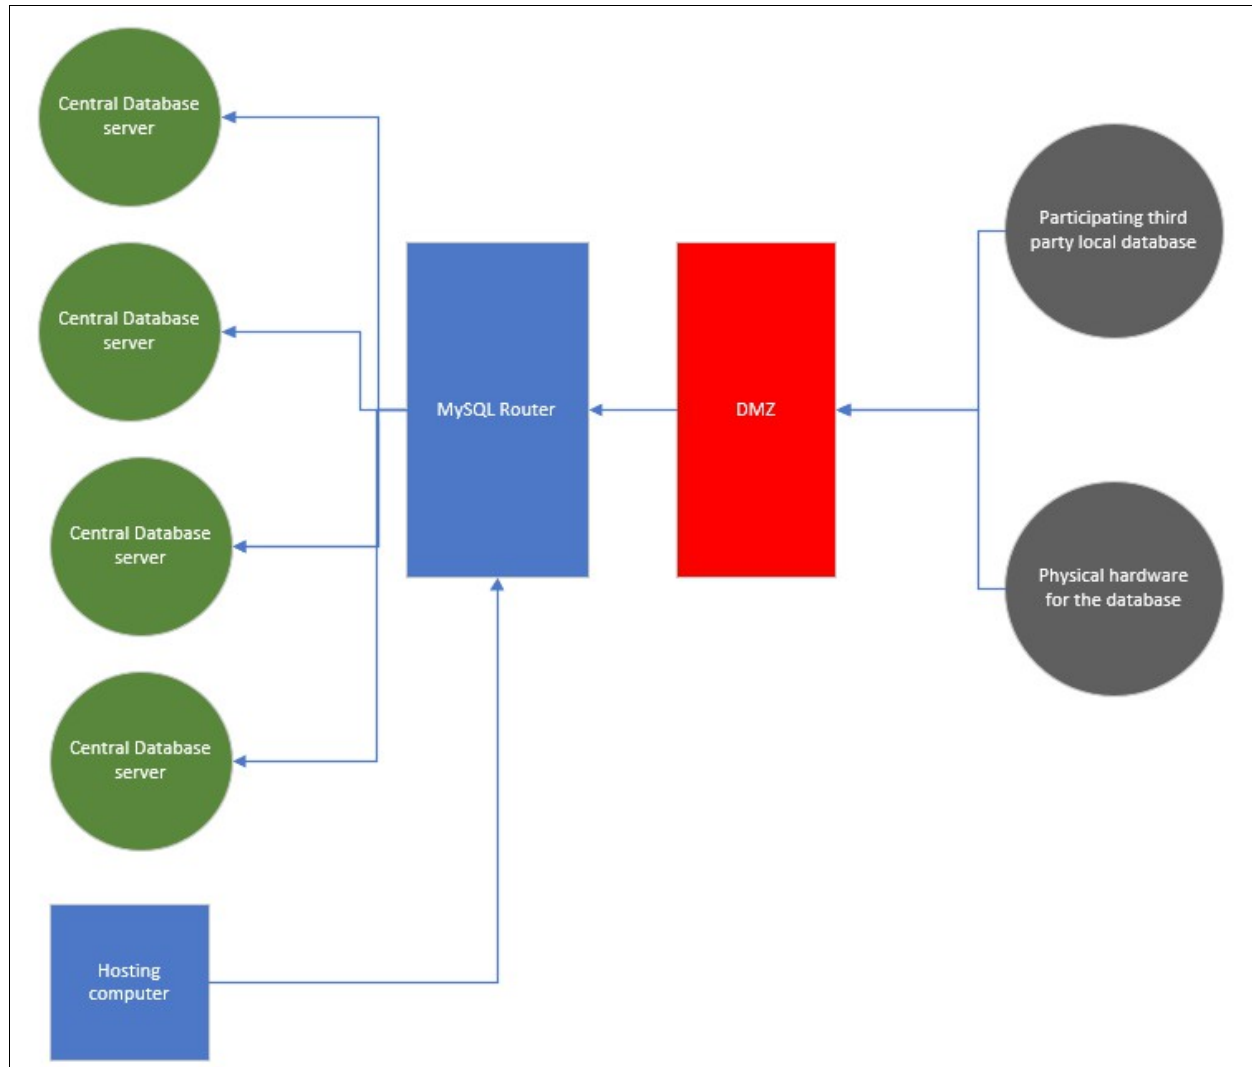 Central Database
server
Central Database
server
Central Database
server
Central Database
server
Hosting
computer
MySQL Router
DMZ
Participating third
party local database
Physical hardware
for the database